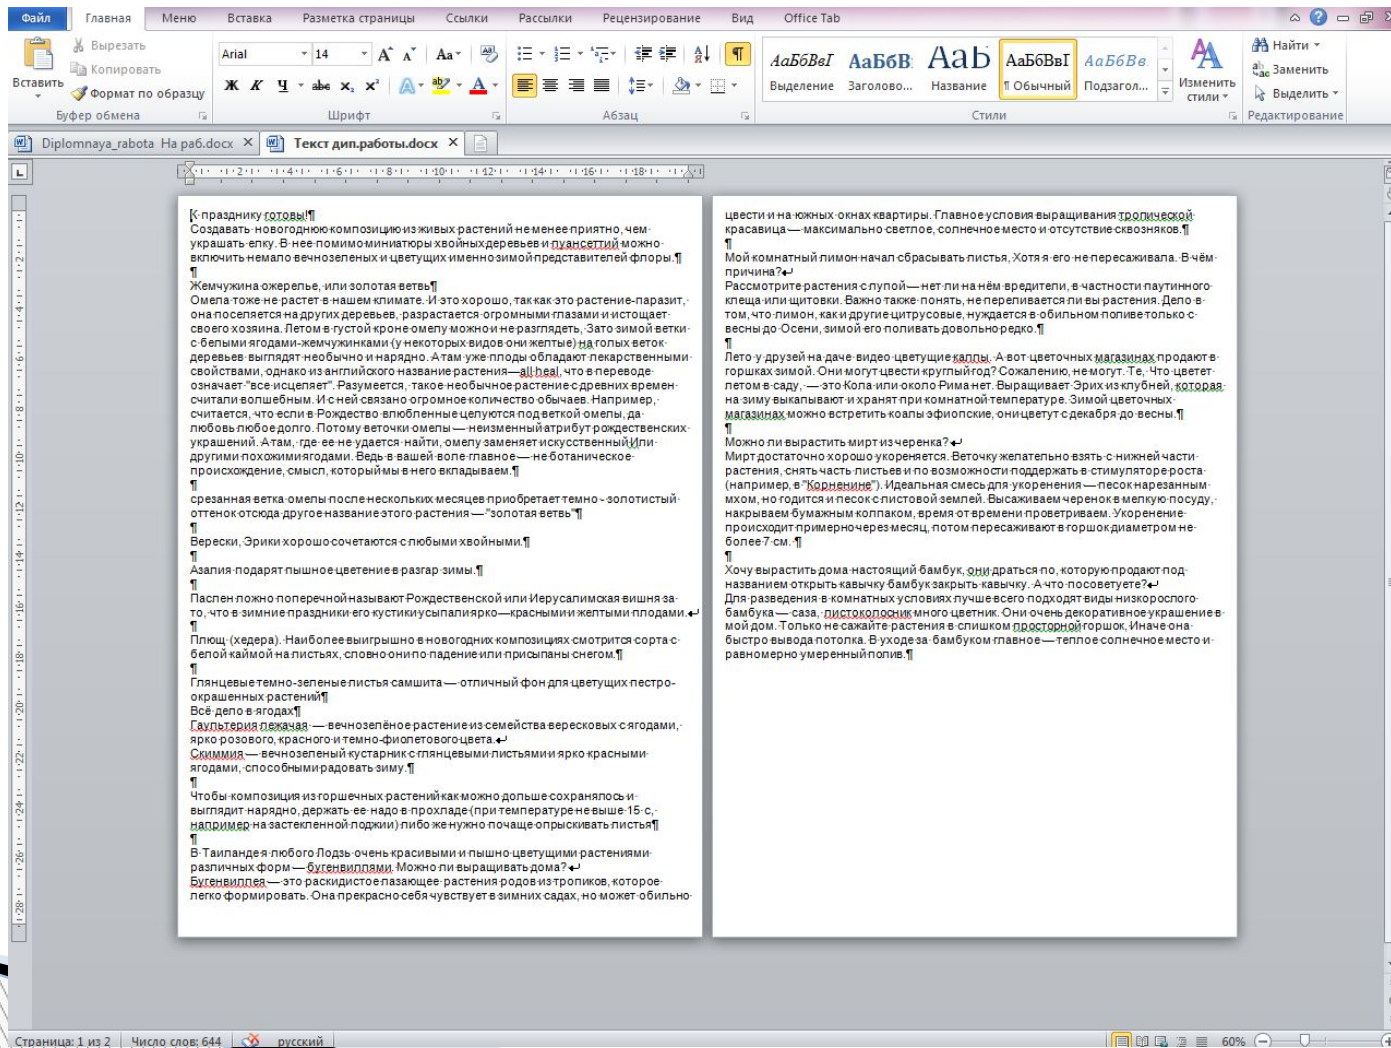 Файл Главная Меню Вставка Разметка страницы Ссылки Рассылки Рецензирование Вид Office Tab
Вставить
Вырезать
Копировать
Формат по образцу
Буфер обмена
Arial 14
Ж К Ч abc x₂ x²
Шрифт
Абзац
АаБбВвГ АаБбВ АаЬ АаБбВвГ АаБбВв.
Выделение Заголово... Название ¶ Обычный Подзагол...
Изменить стили
Стили
Найти
Заменить
Выделить
Редактирование
Diplomnaya_rabota На раб.docx Текст дип.работы.docx
К празднику готовы!¶
Создавать новогоднюю композицию из живых растений не менее приятно, чем
украшать елку. В нее помимо миниатюры хвойных деревьев и пуансеттий можно
включить немало вечнозеленых и цветущих именно зимой представителей флоры.¶
¶
Жемчужина ожерелье, или золотая ветвь¶
Омела тоже не растет в нашем климате. И это хорошо, так как это растение-паразит,
она поселяется на других деревьев, разрастается огромными глазами и истощает
своего хозяина. Летом в густой кроне омелу можно и не разглядеть, Зато зимой ветки
с белыми ягодами-жемчужинками (у некоторых видов они желтые) на голых веток
деревьев выглядят необычно и нарядно. А там уже плоды обладают лекарственными
свойствами, однако из английского название растения—all heal, что в переводе
означает "все исцеляет". Разумеется, такое необычное растение с древних времен
считали волшебным. И с ней связано огромное количество обычаев. Например,
считается, что если в Рождество влюбленные целуются под веткой омелы, да
любовь любое долго. Потому веточки омелы — неизменный атрибут рождественских
украшений. А там, где ее не удается найти, омелу заменяет искусственный Или
другими похожими ягодами. Ведь в вашей воле главное — не ботаническое
происхождение, смысл, который мы в него вкладываем.¶
¶
срезанная ветка омелы после нескольких месяцев приобретает темно - золотистый
оттенок отсюда другое название этого растения — "золотая ветвь"¶
¶
Верески, Эрики хорошо сочетаются с любыми хвойными.¶
¶
Азалия подарят пышное цветение в разгар зимы.¶
¶
Паслен ложно поперечной называют Рождественской или Иерусалимская вишня за
то, что в зимние праздники его кустики усыпали ярко—красными и желтыми плодами.↵
¶
Плющ (хедера). Наиболее выигрышно в новогодних композициях смотрится сорта с
белой каймой на листьях, словно они по падение или присыпаны снегом.¶
¶
Глянцевые темно-зеленые листья самшита — отличный фон для цветущих пестро-
окрашенных растений¶
Всё дело в ягодах¶
Гаультерия лежачая — вечнозелёное растение из семейства вересковых с ягодами,
ярко розового, красного и темно-фиолетового цвета.↵
Скиммия — вечнозеленый кустарник с глянцевыми листьями и ярко красными
ягодами, способными радовать зиму.¶
¶
Чтобы композиция из горшечных растений как можно дольше сохранялось и
выглядит нарядно, держать ее надо в прохладе (при температуре не выше 15 с,
например на застекленной лоджии) либо же нужно почаще опрыскивать листья¶
¶
В Таиланде я любого Лодзь очень красивыми и пышно цветущими растениями
различных форм — бугенвиллями. Можно ли выращивать дома?↵
Бугенвиллея — это раскидистое лазающее растения родов из тропиков, которое
легко формировать. Она прекрасно себя чувствует в зимних садах, но может обильно
цвести и на южных окнах квартиры. Главное условия выращивания тропической
красавица — максимально светлое, солнечное место и отсутствие сквозняков.¶
¶
Мой комнатный лимон начал сбрасывать листья, Хотя я его не пересаживала. В чём
причина?↵
Рассмотрите растения с лупой — нет ли на нём вредители, в частности паутинного
клеща или щитовки. Важно также понять, не переливается ли вы растения. Дело в
том, что лимон, как и другие цитрусовые, нуждается в обильном поливе только с
весны до Осени, зимой его поливать довольно редко.¶
¶
Лето у друзей на даче видео цветущие каллы. А вот цветочных магазинах продают в
горшках зимой. Они могут цвести круглый год? Сожалению, не могут. Те, Что цветет
летом в саду, — это Кола или около Рима нет. Выращивает Эрих из клубней, которая
на зиму выкапывают и хранят при комнатной температуре. Зимой цветочных
магазинах можно встретить коалы эфиопские, они цветут с декабря до весны.¶
¶
Можно ли вырастить мирт из черенка?↵
Мирт достаточно хорошо укореняется. Веточку желательно взять с нижней части
растения, снять часть листьев и по возможности поддержать в стимуляторе роста
(например, в "Корненине"). Идеальная смесь для укоренения — песок нарезанным
мхом, но годится и песок с листовой землей. Высаживаем черенок в мелкую посуду,
накрываем бумажным колпаком, время от времени проветриваем. Укоренение
происходит примерно через месяц, потом пересаживают в горшок диаметром не
более 7 см.¶
¶
Хочу вырастить дома настоящий бамбук, они драться по, которую продают под
названием открыть кавычку бамбук закрыть кавычку. А что посоветуете?↵
Для разведения в комнатных условиях лучше всего подходят виды низкорослого
бамбука — саза, листоколосник много цветник. Они очень декоративное украшение в
мой дом. Только не сажайте растения в слишком просторной горшок, Иначе она
быстро вывода потолка. В уходе за бамбуком главное — теплое солнечное место и
равномерно умеренный полив.¶
Страница: 1 из 2 Число слов: 644 русский 60%